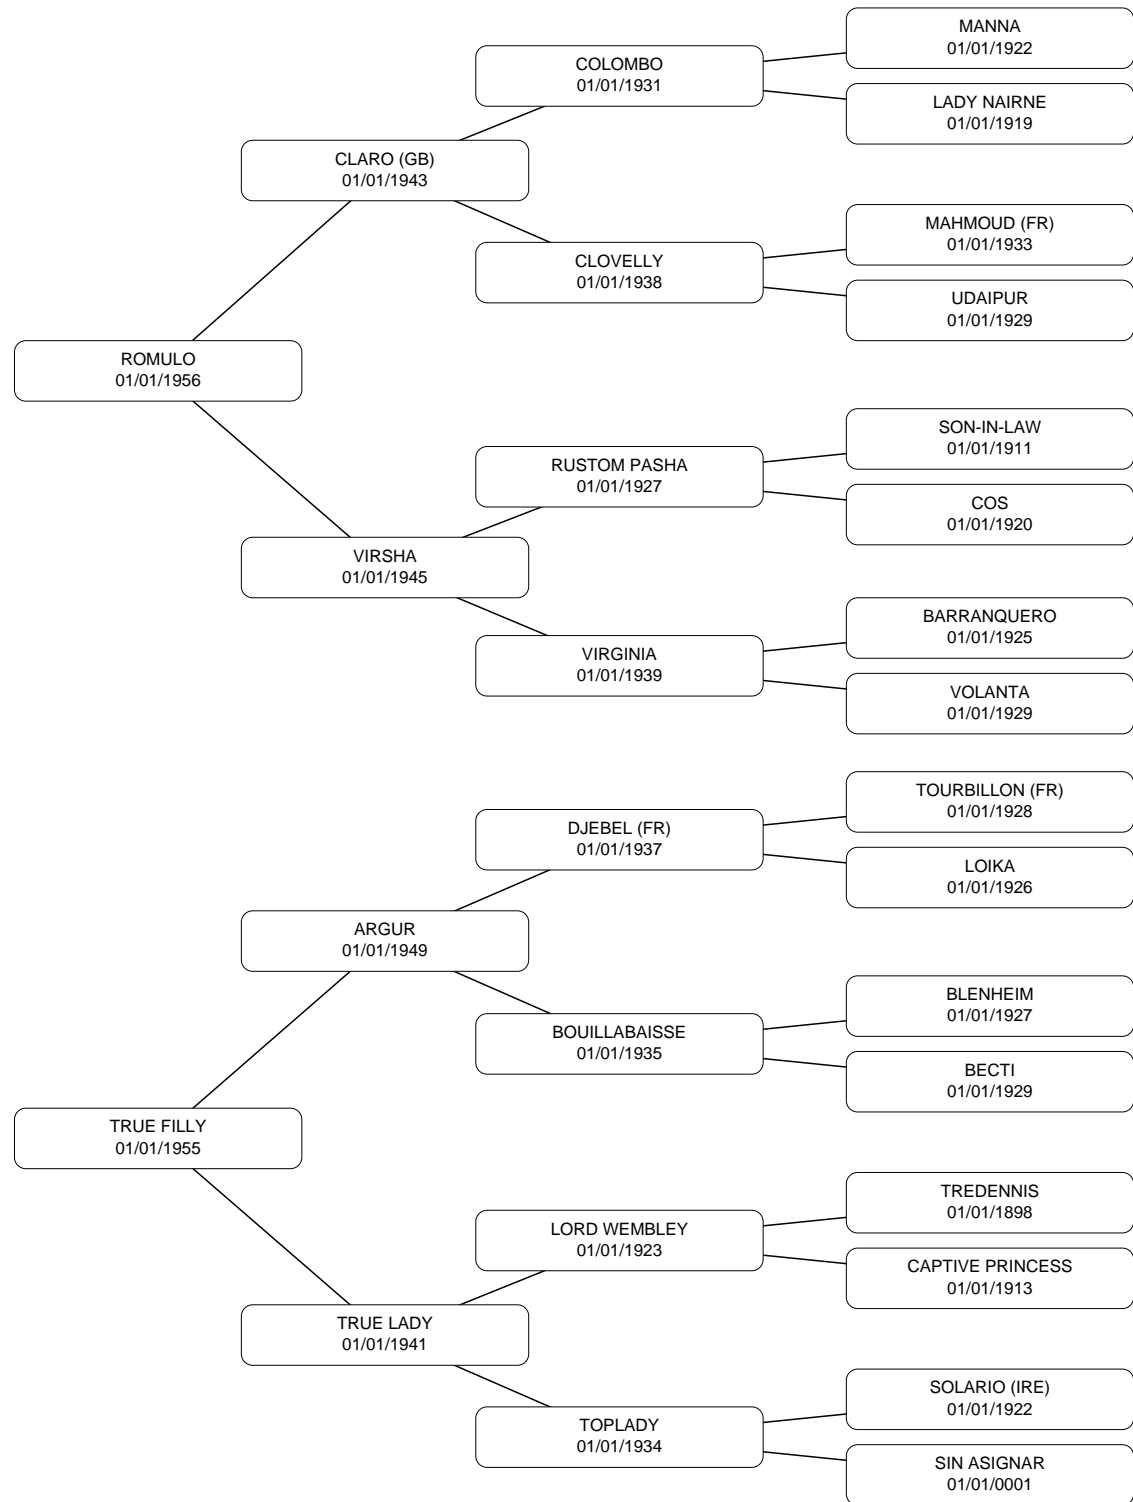 MANNA
01/01/1922
COLOMBO
01/01/1931
LADY NAIRNE
01/01/1919
CLARO (GB)
01/01/1943
MAHMOUD (FR)
01/01/1933
CLOVELLY
01/01/1938
UDAIPUR
01/01/1929
ROMULO
01/01/1956
SON-IN-LAW
01/01/1911
RUSTOM PASHA
01/01/1927
COS
01/01/1920
VIRSHA
01/01/1945
BARRANQUERO
01/01/1925
VIRGINIA
01/01/1939
VOLANTA
01/01/1929
TOURBILLON (FR)
01/01/1928
DJEBEL (FR)
01/01/1937
LOIKA
01/01/1926
ARGUR
01/01/1949
BLENHEIM
01/01/1927
BOUILLABAISSE
01/01/1935
BECTI
01/01/1929
TRUE FILLY
01/01/1955
TREDENNIS
01/01/1898
LORD WEMBLEY
01/01/1923
CAPTIVE PRINCESS
01/01/1913
TRUE LADY
01/01/1941
SOLARIO (IRE)
01/01/1922
TOPLADY
01/01/1934
SIN ASIGNAR
01/01/0001